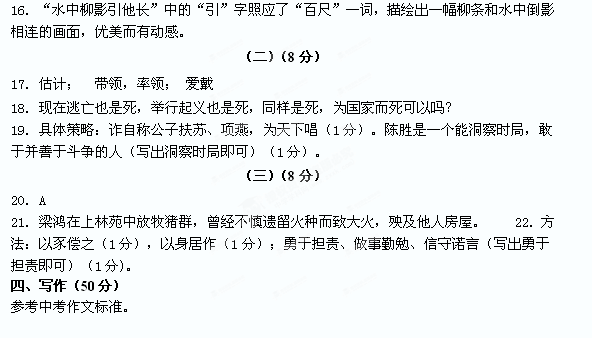 16. “水中柳影引他长”中的“引”字照应了“百尺”一词，描绘出一幅柳条和水中倒影
相连的画面，优美而有动感。
（二）（8 分）
17. 估计； 带领，率领； 爱戴
18. 现在逃亡也是死，举行起义也是死，同样是死，为国家而死可以吗？
19. 具体策略：诈自称公子扶苏、项燕，为天下唱（1 分）。陈胜是一个能洞察时局，敢
于并善于斗争的人（写出洞察时局即可）（1 分）。
（三）（8 分）
20. A
21. 梁鸿在上林苑中放牧猪群，曾经不慎遗留火种而致大火，殃及他人房屋。 22. 方
法：以豕偿之（1 分），以身居作（1 分）；勇于担责、做事勤勉、信守诺言（写出勇于
担责即可）（1 分）。
四、写作（50 分）
参考中考作文标准。